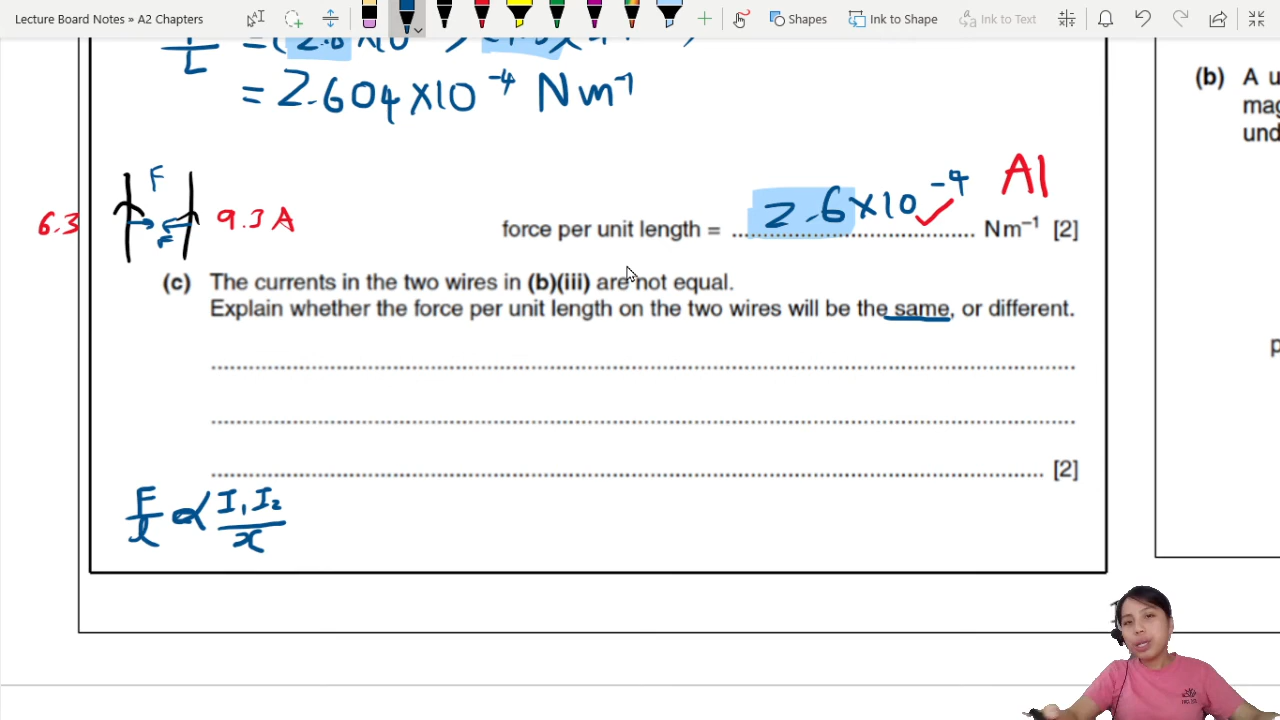 Lecture Board Notes » A2 Chapters
Shapes
Ink to Shape
Ink to Text
L
= 2.604 × 10⁻⁴ N m⁻¹
F
6.3
9.3 A
F
2.6 × 10⁻⁴
A1
force per unit length = ........................................ N m⁻¹ [2]
(c) The currents in the two wires in (b)(iii) are not equal.
Explain whether the force per unit length on the two wires will be the same, or different.
[2]
F/L ∝ I₁ I₂ / x
(b) A u
mag
und
p